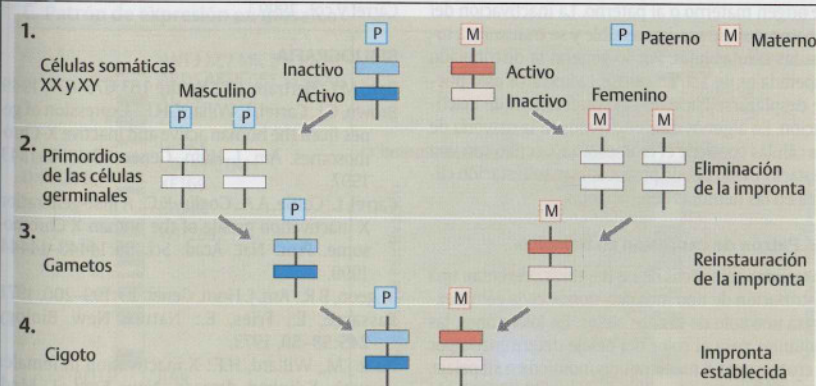 1.
P
M
P Paterno
M Materno
Células somáticas
XX y XY
Inactivo
Activo
Activo
Inactivo
Masculino
Femenino
P
P
M
M
2.
Primordios
de las células
germinales
Eliminación
de la impronta
P
M
3.
Gametos
Reinstauración
de la impronta
P
M
4.
Cigoto
Impronta
establecida